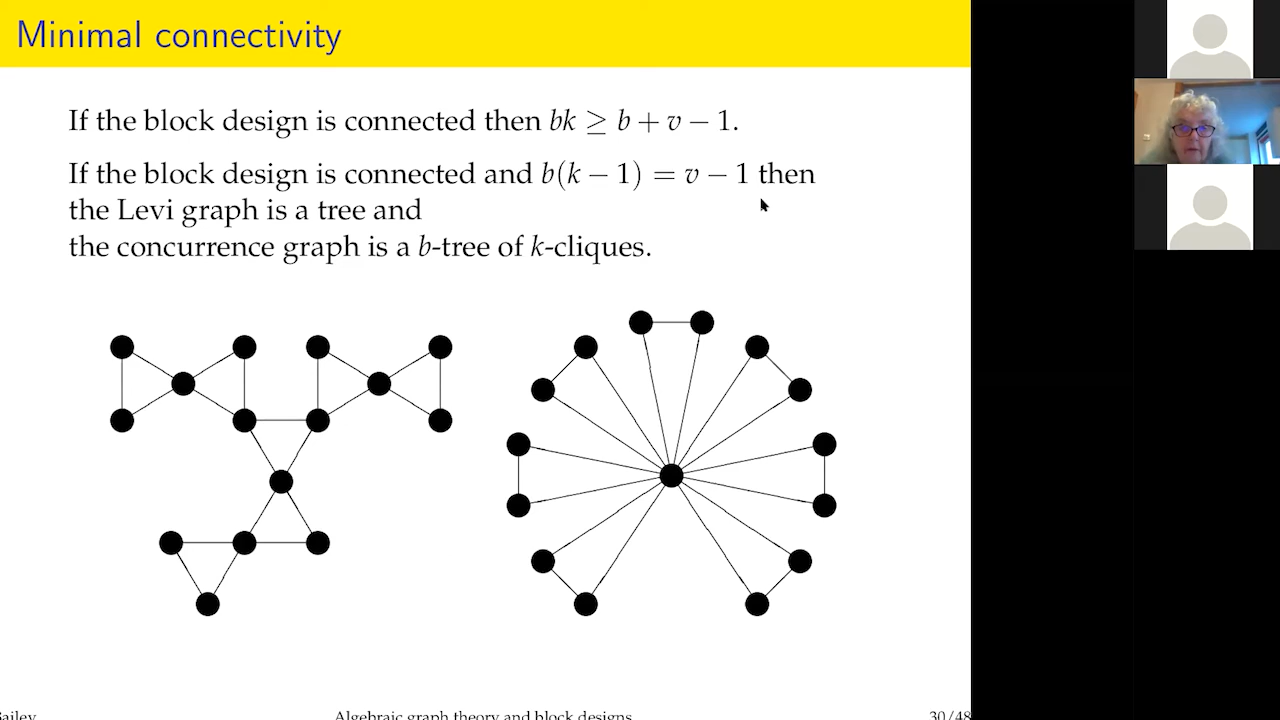 Minimal connectivity
If the block design is connected then bk ≥ b + v − 1.
If the block design is connected and b(k − 1) = v − 1 then
the Levi graph is a tree and
the concurrence graph is a b-tree of k-cliques.
Bailey
Algebraic graph theory and block designs
30/48